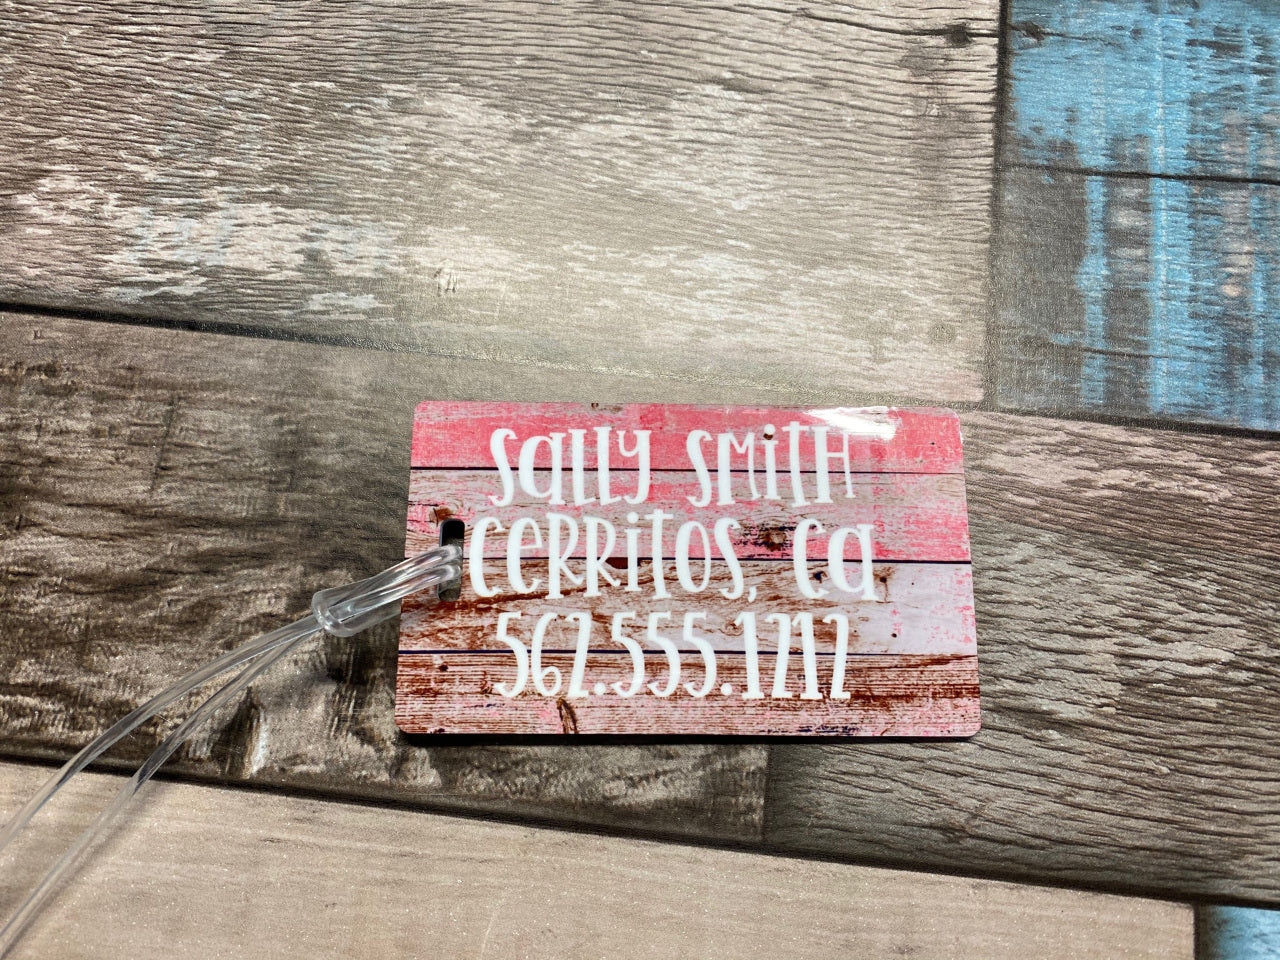 Sally Smith
Cerritos, Ca
562.555.1212